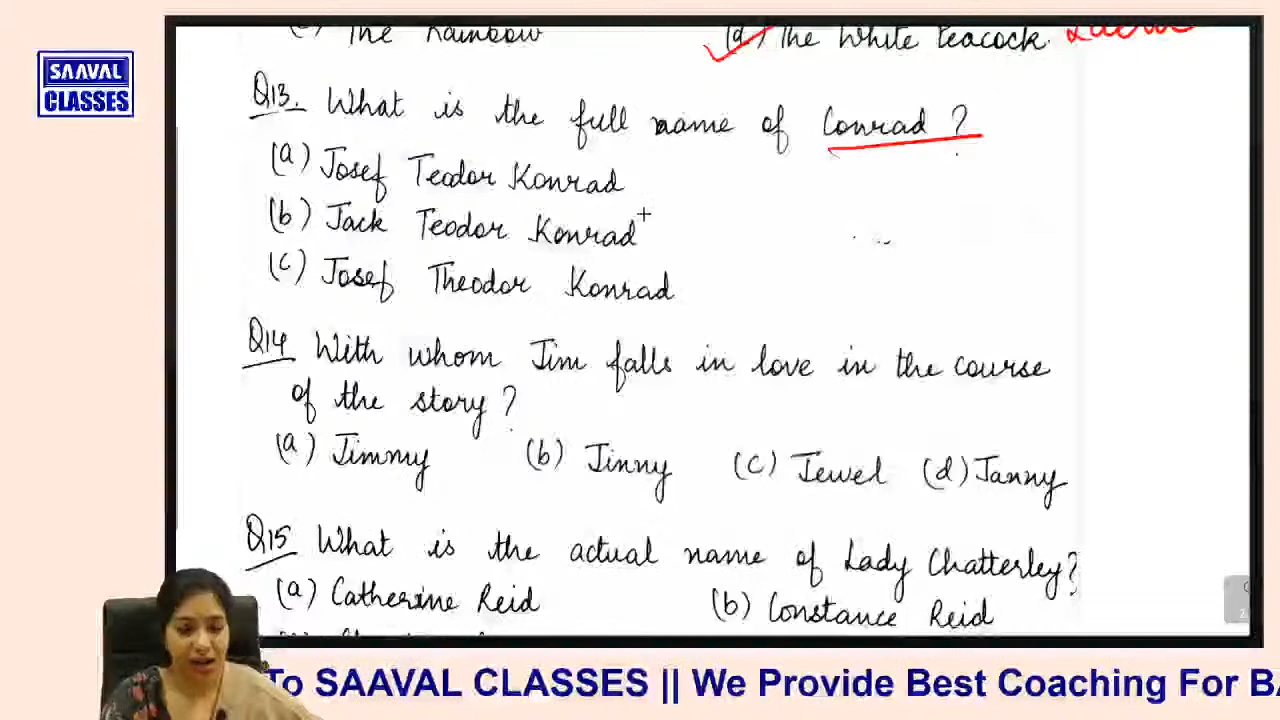 SAAVAL
CLASSES
The Rainbow (d) The White Peacock.
Q13. What is the full name of Conrad ?
(a) Josef Teodor Konrad
(b) Jack Teodor Konrad
(c) Josef Theodor Konrad
Q14 With whom Jim falls in love in the course
of the story ?
(a) Jimmy (b) Jinny (c) Jewel (d) Janny
Q15 What is the actual name of Lady Chatterley?
(a) Catherine Reid (b) Constance Reid
To SAAVAL CLASSES || We Provide Best Coaching For BA